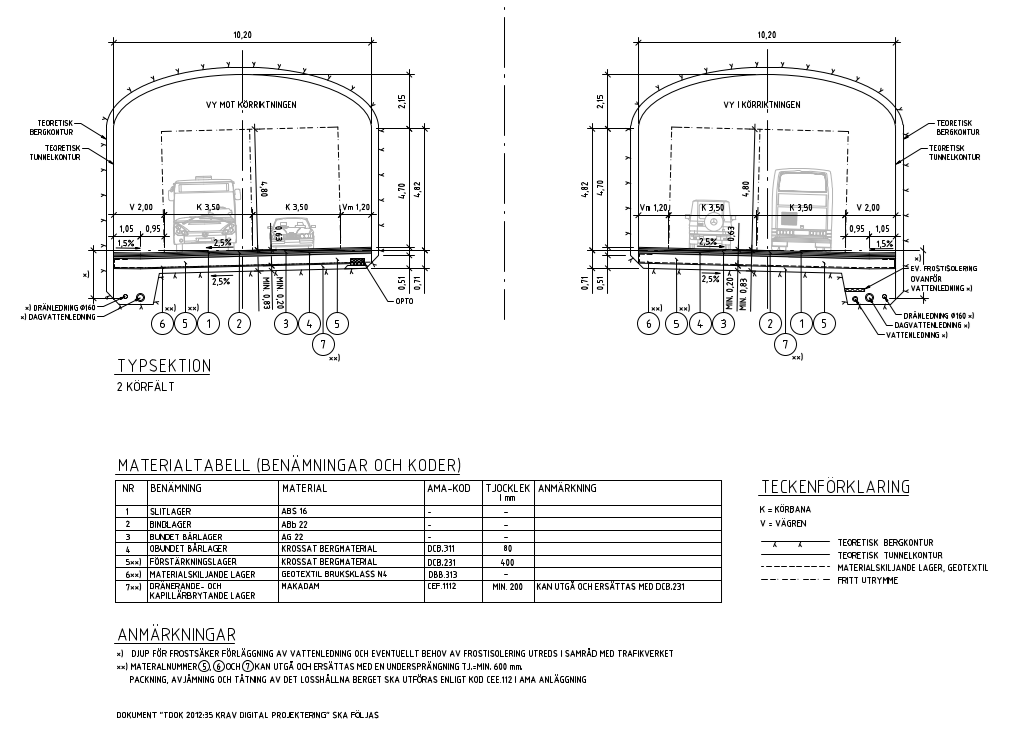 10,20
VY MOT KÖRRIKTNINGEN
TEORETISK
BERGKONTUR
TEORETISK
TUNNELKONTUR
2,15
4,70
4,82
4,80
V 2,00
K 3,50
K 3,50
Vm 1,20
1,05
0,95
0,63
1,5%
2,5%
2,5%
×)
MIN. 0,83
MIN. 0,20
0,51
0,71
OPTO
×) DRÄNLEDNING Ø160
×) DAGVATTENLEDNING
××)
××)
6
5
1
2
3
4
5
7
××)
10,20
VY I KÖRRIKTNINGEN
TEORETISK
BERGKONTUR
TEORETISK
TUNNELKONTUR
2,15
4,82
4,70
4,80
Vm 1,20
K 3,50
K 3,50
V 2,00
0,63
0,95
1,05
2,5%
1,5%
2,5%
0,71
0,51
MIN. 0,20
MIN. 0,83
×)
EV. FROSTISOLERING
OVANFÖR
VATTENLEDNING ×)
DRÄNLEDNING Ø160 ×)
DAGVATTENLEDNING ×)
VATTENLEDNING ×)
××)
××)
6
5
4
3
2
1
5
7
××)
TYPSEKTION
2 KÖRFÄLT
MATERIALTABELL (BENÄMNINGAR OCH KODER)
NR BENÄMNING MATERIAL AMA-KOD TJOCKLEK ANMÄRKNING
I mm
1 SLITLAGER ABS 16 - -
2 BINDLAGER ABb 22 - -
3 BUNDET BÄRLAGER AG 22 - -
4 OBUNDET BÄRLAGER KROSSAT BERGMATERIAL DCB.311 80
5××) FÖRSTÄRKNINGSLAGER KROSSAT BERGMATERIAL DCB.231 400
6××) MATERIALSKILJANDE LAGER GEOTEXTIL BRUKSKLASS N4 DBB.313 -
7××) DRÄNERANDE- OCH MAKADAM CEF.1112 MIN. 200 KAN UTGÅ OCH ERSÄTTAS MED DCB.231
KAPILLÄRBRYTANDE LAGER
TECKENFÖRKLARING
K = KÖRBANA
V = VÄGREN
TEORETISK BERGKONTUR
TEORETISK TUNNELKONTUR
MATERIALSKILJANDE LAGER, GEOTEXTIL
FRITT UTRYMME
ANMÄRKNINGAR
×) DJUP FÖR FROSTSÄKER FÖRLÄGGNING AV VATTENLEDNING OCH EVENTUELLT BEHOV AV FROSTISOLERING UTREDS I SAMRÅD MED TRAFIKVERKET
××) MATERALNUMMER 5, 6 OCH 7 KAN UTGÅ OCH ERSÄTTAS MED EN UNDERSPRÄNGNING TJ.=MIN. 600 mm.
PACKNING, AVJÄMNING OCH TÄTNING AV DET LOSSHÅLLNA BERGET SKA UTFÖRAS ENLIGT KOD CEE.112 I AMA ANLÄGGNING
DOKUMENT "TDOK 2012:35 KRAV DIGITAL PROJEKTERING" SKA FÖLJAS